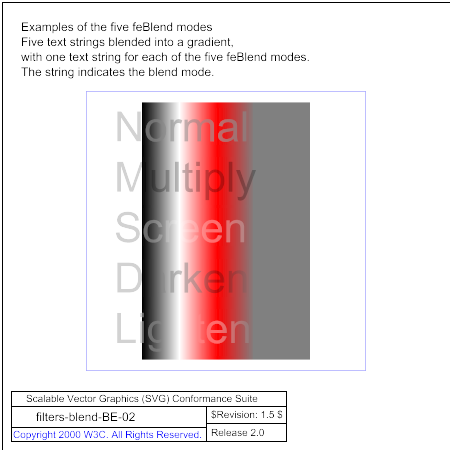 Examples of the five feBlend modes
Five text strings blended into a gradient,
with one text string for each of the five feBlend modes.
The string indicates the blend mode.
Normal
Multiply
Screen
Darken
Lighten
Scalable Vector Graphics (SVG) Conformance Suite
filters-blend-BE-02
$Revision: 1.5 $
Copyright 2000 W3C. All Rights Reserved.
Release 2.0